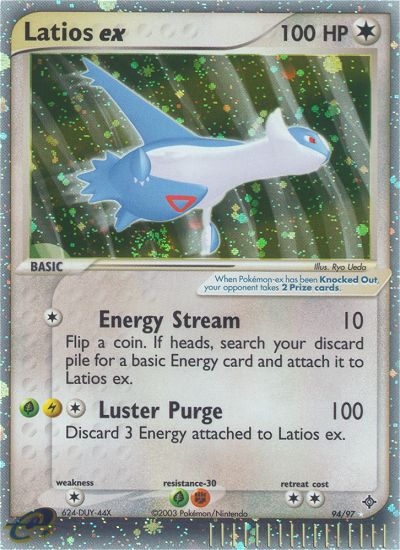 Latios ex 100 HP
BASIC
Illus. Ryo Ueda
When Pokémon-ex has been Knocked Out,
your opponent takes 2 Prize cards.
Energy Stream 10
Flip a coin. If heads, search your discard
pile for a basic Energy card and attach it to
Latios ex.
Luster Purge 100
Discard 3 Energy attached to Latios ex.
weakness resistance-30 retreat cost
624-DUY-44X ©2003 Pokémon/Nintendo 94/97
e